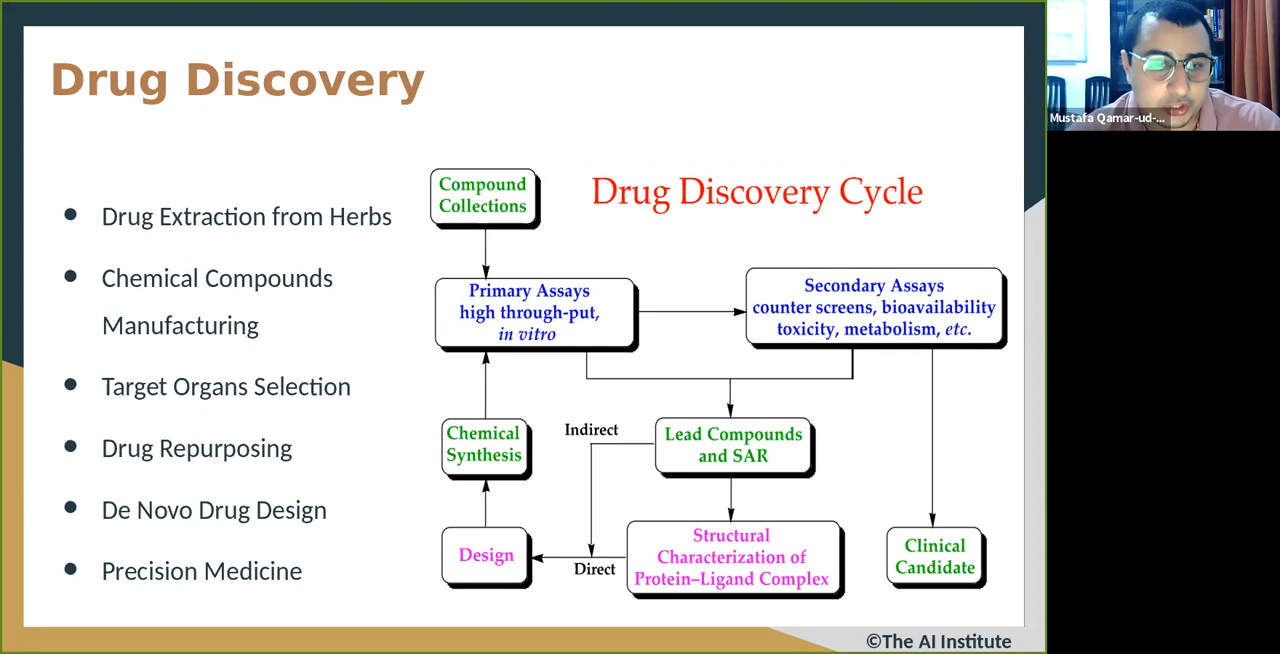 Drug Discovery
Drug Extraction from Herbs
Chemical Compounds
Manufacturing
Target Organs Selection
Drug Repurposing
De Novo Drug Design
Precision Medicine
Drug Discovery Cycle
Compound
Collections
Primary Assays
high through-put,
in vitro
Secondary Assays
counter screens, bioavailability
toxicity, metabolism, etc.
Chemical
Synthesis
Indirect
Lead Compounds
and SAR
Design
Direct
Structural
Characterization of
Protein–Ligand Complex
Clinical
Candidate
©The AI Institute
Mustafa Qamar-ud-...